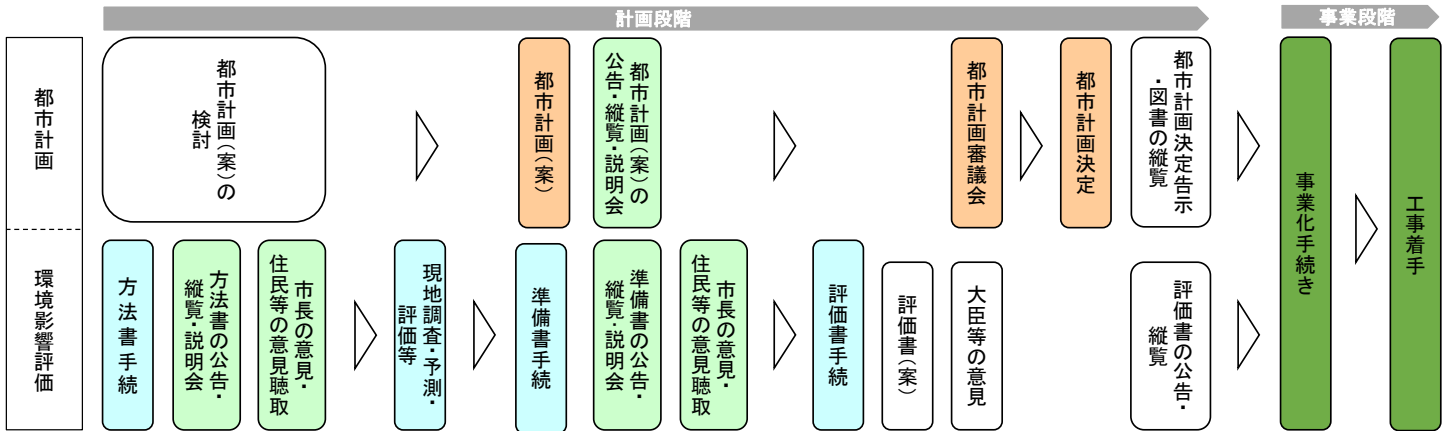 計画段階
事業段階
都市計画
都市計画(案)の
検討
都市計画(案)
都市計画(案)の
公告・縦覧・説明会
都市計画審議会
都市計画決定
都市計画決定告示
・図書の縦覧
環境影響評価
方法書手続
方法書の公告・
縦覧・説明会
市長の意見・
住民等の意見聴取
現地調査・予測・
評価等
準備書手続
準備書の公告・
縦覧・説明会
市長の意見・
住民等の意見聴取
評価書手続
評価書(案)
大臣等の意見
評価書の公告・
縦覧
事業化手続き
工事着手